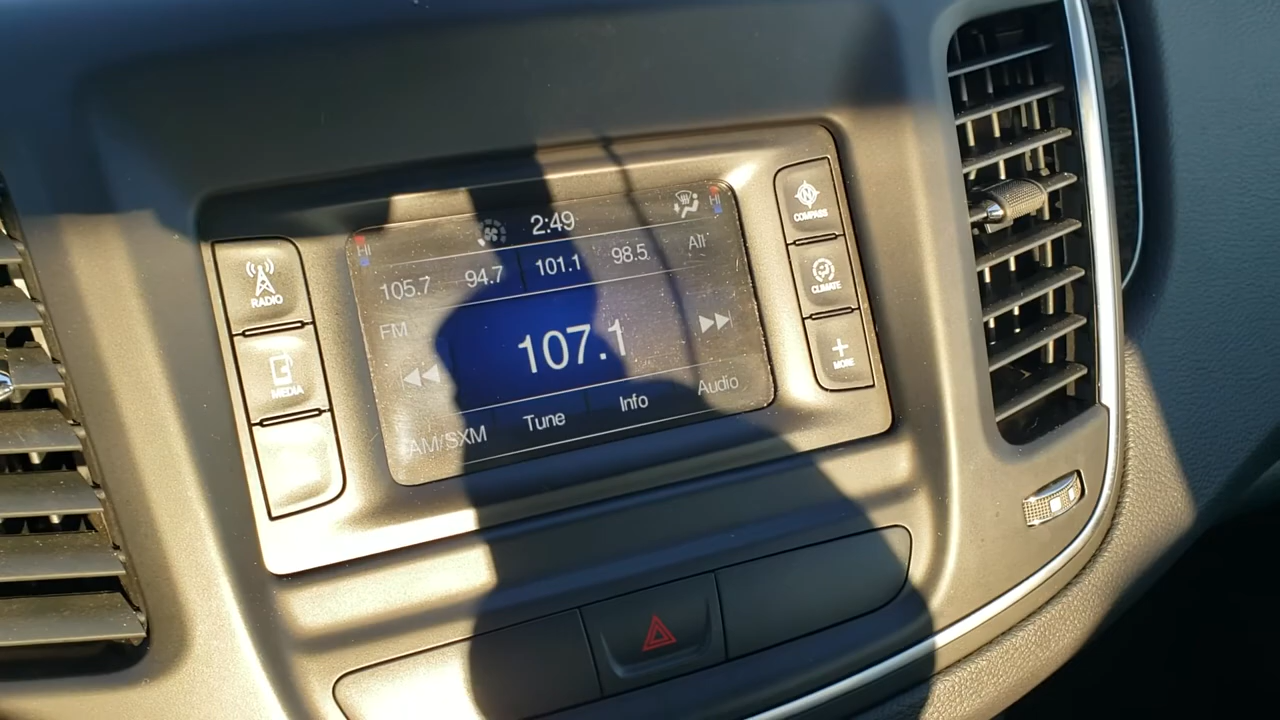 RADIO
MEDIA
HI
2:49
HI
105.7 94.7 101.1 98.5 All
FM
107.1
AM/SXM Tune Info Audio
N
COMPASS
CLIMATE
MORE